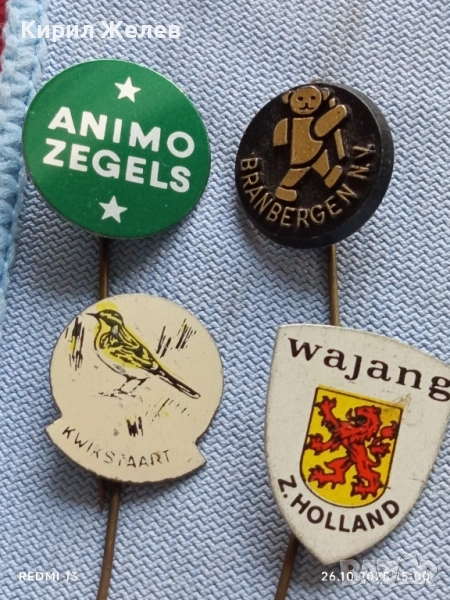 Кирил Желев
ANIMO
ZEGELS
BRANBERGEN N.V.
KWIKSTAART
wajang
Z. HOLLAND
REDMI 13